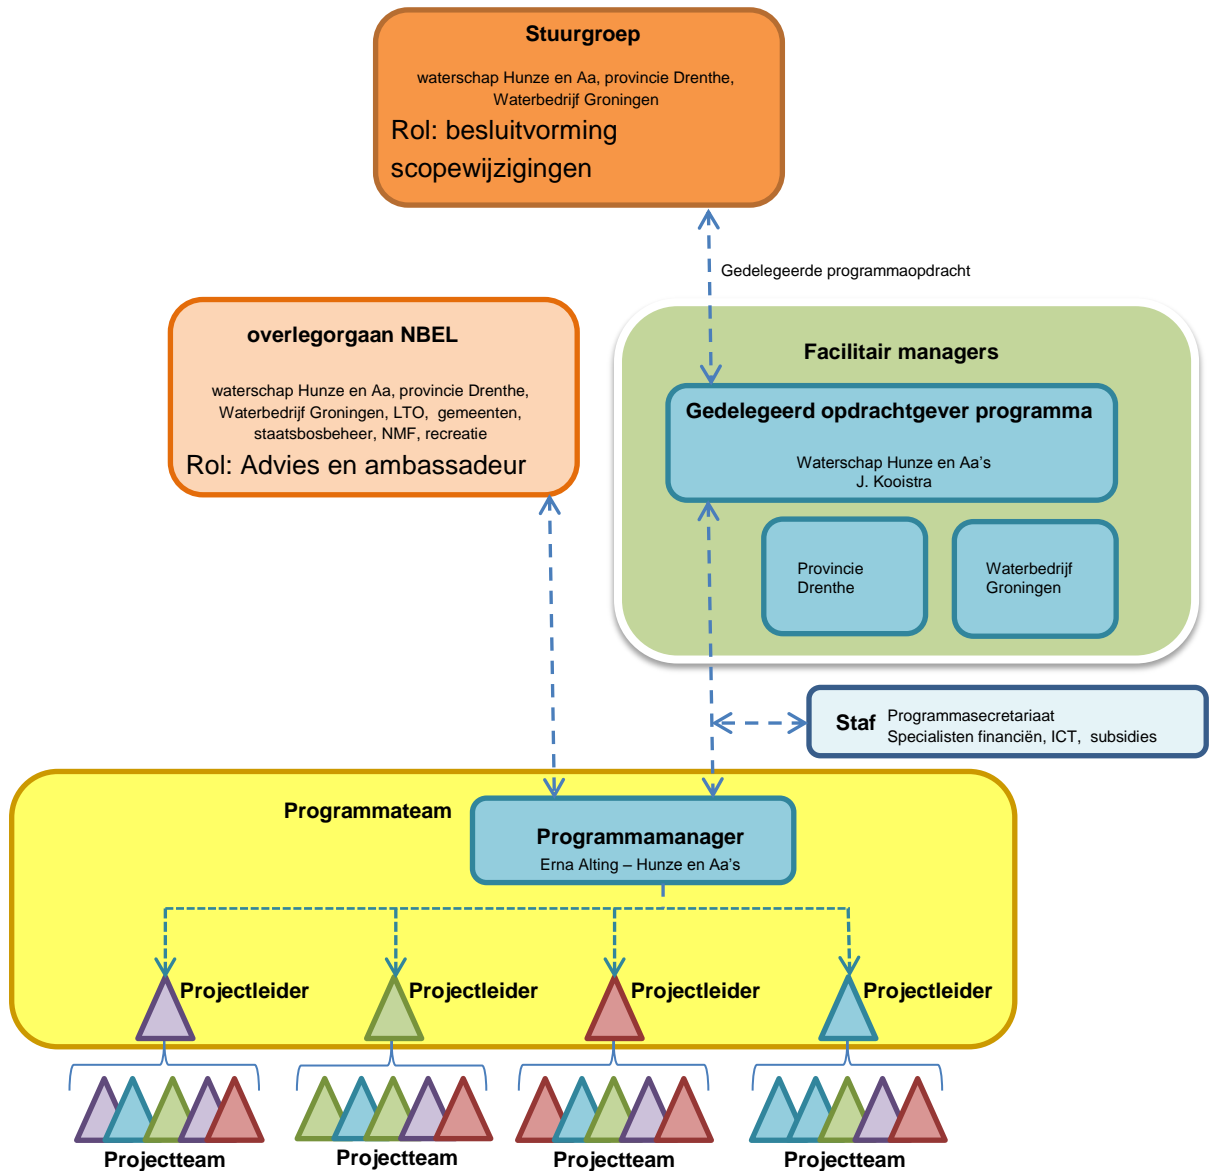 Stuurgroep
waterschap Hunze en Aa, provincie Drenthe,
Waterbedrijf Groningen
Rol: besluitvorming
scopewijzigingen
Gedelegeerde programmaopdracht
overlegorgaan NBEL
waterschap Hunze en Aa, provincie Drenthe,
Waterbedrijf Groningen, LTO, gemeenten,
staatsbosbeheer, NMF, recreatie
Rol: Advies en ambassadeur
Facilitair managers
Gedelegeerd opdrachtgever programma
Waterschap Hunze en Aa's
J. Kooistra
Provincie
Drenthe
Waterbedrijf
Groningen
Staf
Programmasecretariaat
Specialisten financiën, ICT, subsidies
Programmateam
Programmamanager
Erna Alting – Hunze en Aa's
Projectleider
Projectleider
Projectleider
Projectleider
Projectteam
Projectteam
Projectteam
Projectteam